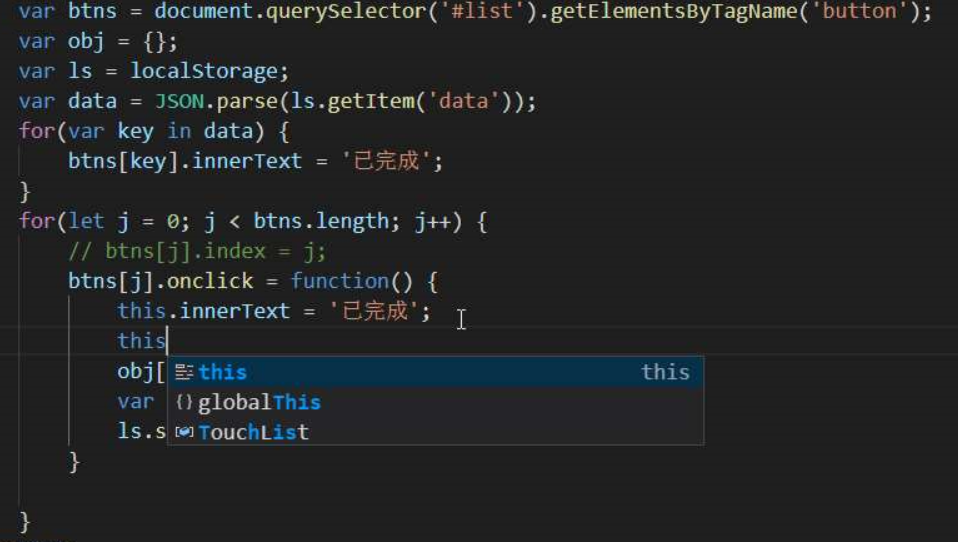 var btns = document.querySelector('#list').getElementsByTagName('button');
var obj = {};
var ls = localStorage;
var data = JSON.parse(ls.getItem('data'));
for(var key in data) {
    btns[key].innerText = '已完成';
}
for(let j = 0; j < btns.length; j++) {
    // btns[j].index = j;
    btns[j].onclick = function() {
        this.innerText = '已完成';
        this
        obj[ this this
        var {} globalThis
        ls.s TouchList
    }
}